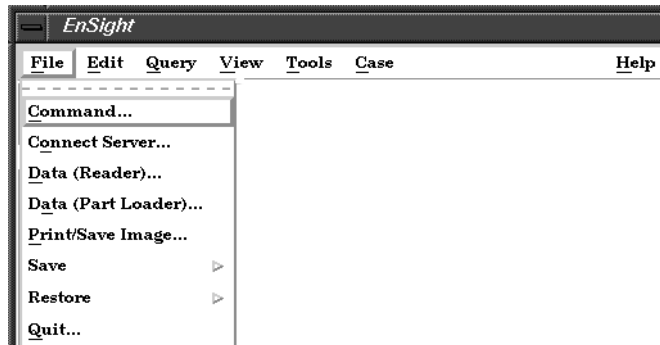 EnSight
File Edit Query View Tools Case Help
Command...
Connect Server...
Data (Reader)...
Data (Part Loader)...
Print/Save Image...
Save
Restore
Quit...